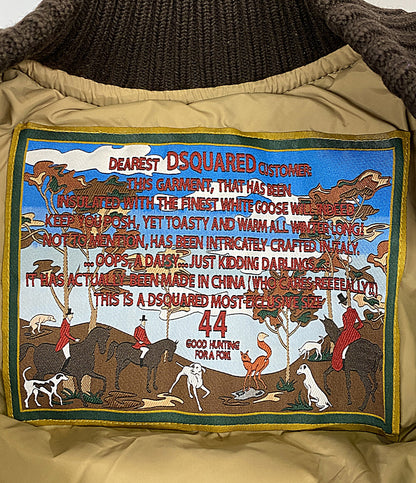 DEAREST DSQUARED CUSTOMER:
THIS GARMENT, THAT HAS BEEN
INSULATED WITH THE FINEST WHITE GOOSE WILL INDEED
KEEP YOU POSH, YET TOASTY AND WARM ALL WINTER LONG!
NOT TO MENTION, HAS BEEN INTRICATELY CRAFTED IN ITALY.
... OOPS-A DAISY... JUST KIDDING DARLINGS...
IT HAS ACTUALLY BEEN MADE IN CHINA (WHO CARES REEEEALLY!!)
THIS IS A DSQUARED MOST EXCLUSIVE SIZE
44
GOOD HUNTING
FOR A FOX!